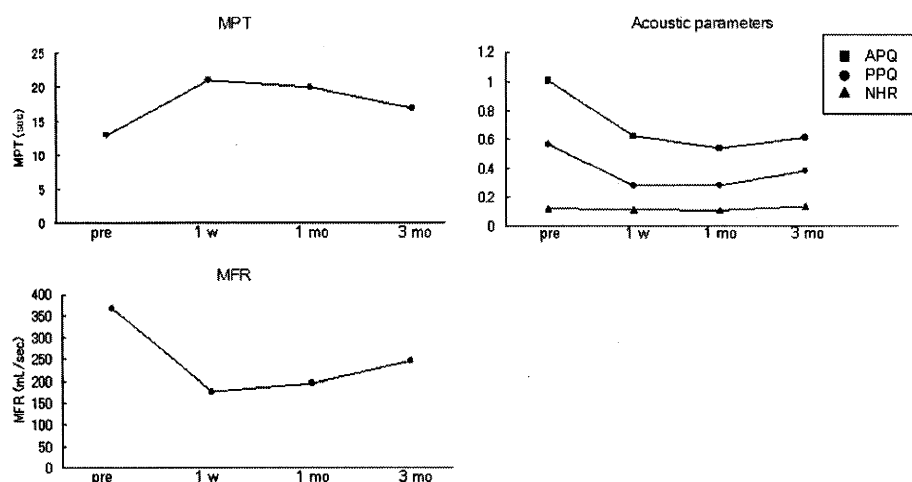 MPT
25
20
15
10
5
0
MPT (sec)
pre 1 w 1 mo 3 mo
Acoustic parameters
1.2
1
0.8
0.6
0.4
0.2
0
pre 1 w 1 mo 3 mo
APQ
PPQ
NHR
MFR
400
350
300
250
200
150
100
50
0
MFR (mL/sec)
pre 1 w 1 mo 3 mo